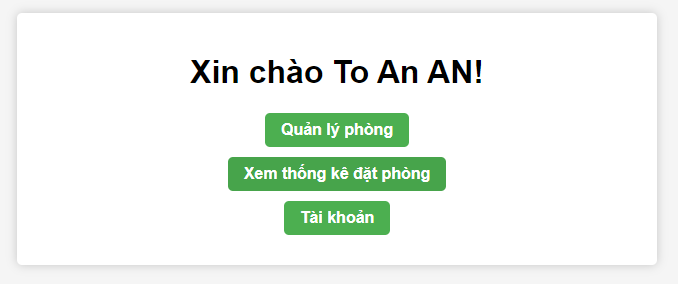 Xin chào To An AN!
Quản lý phòng
Xem thống kê đặt phòng
Tài khoản